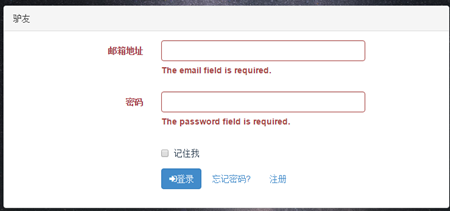 驴友
邮箱地址
The email field is required.
密码
The password field is required.
记住我
登录 忘记密码? 注册